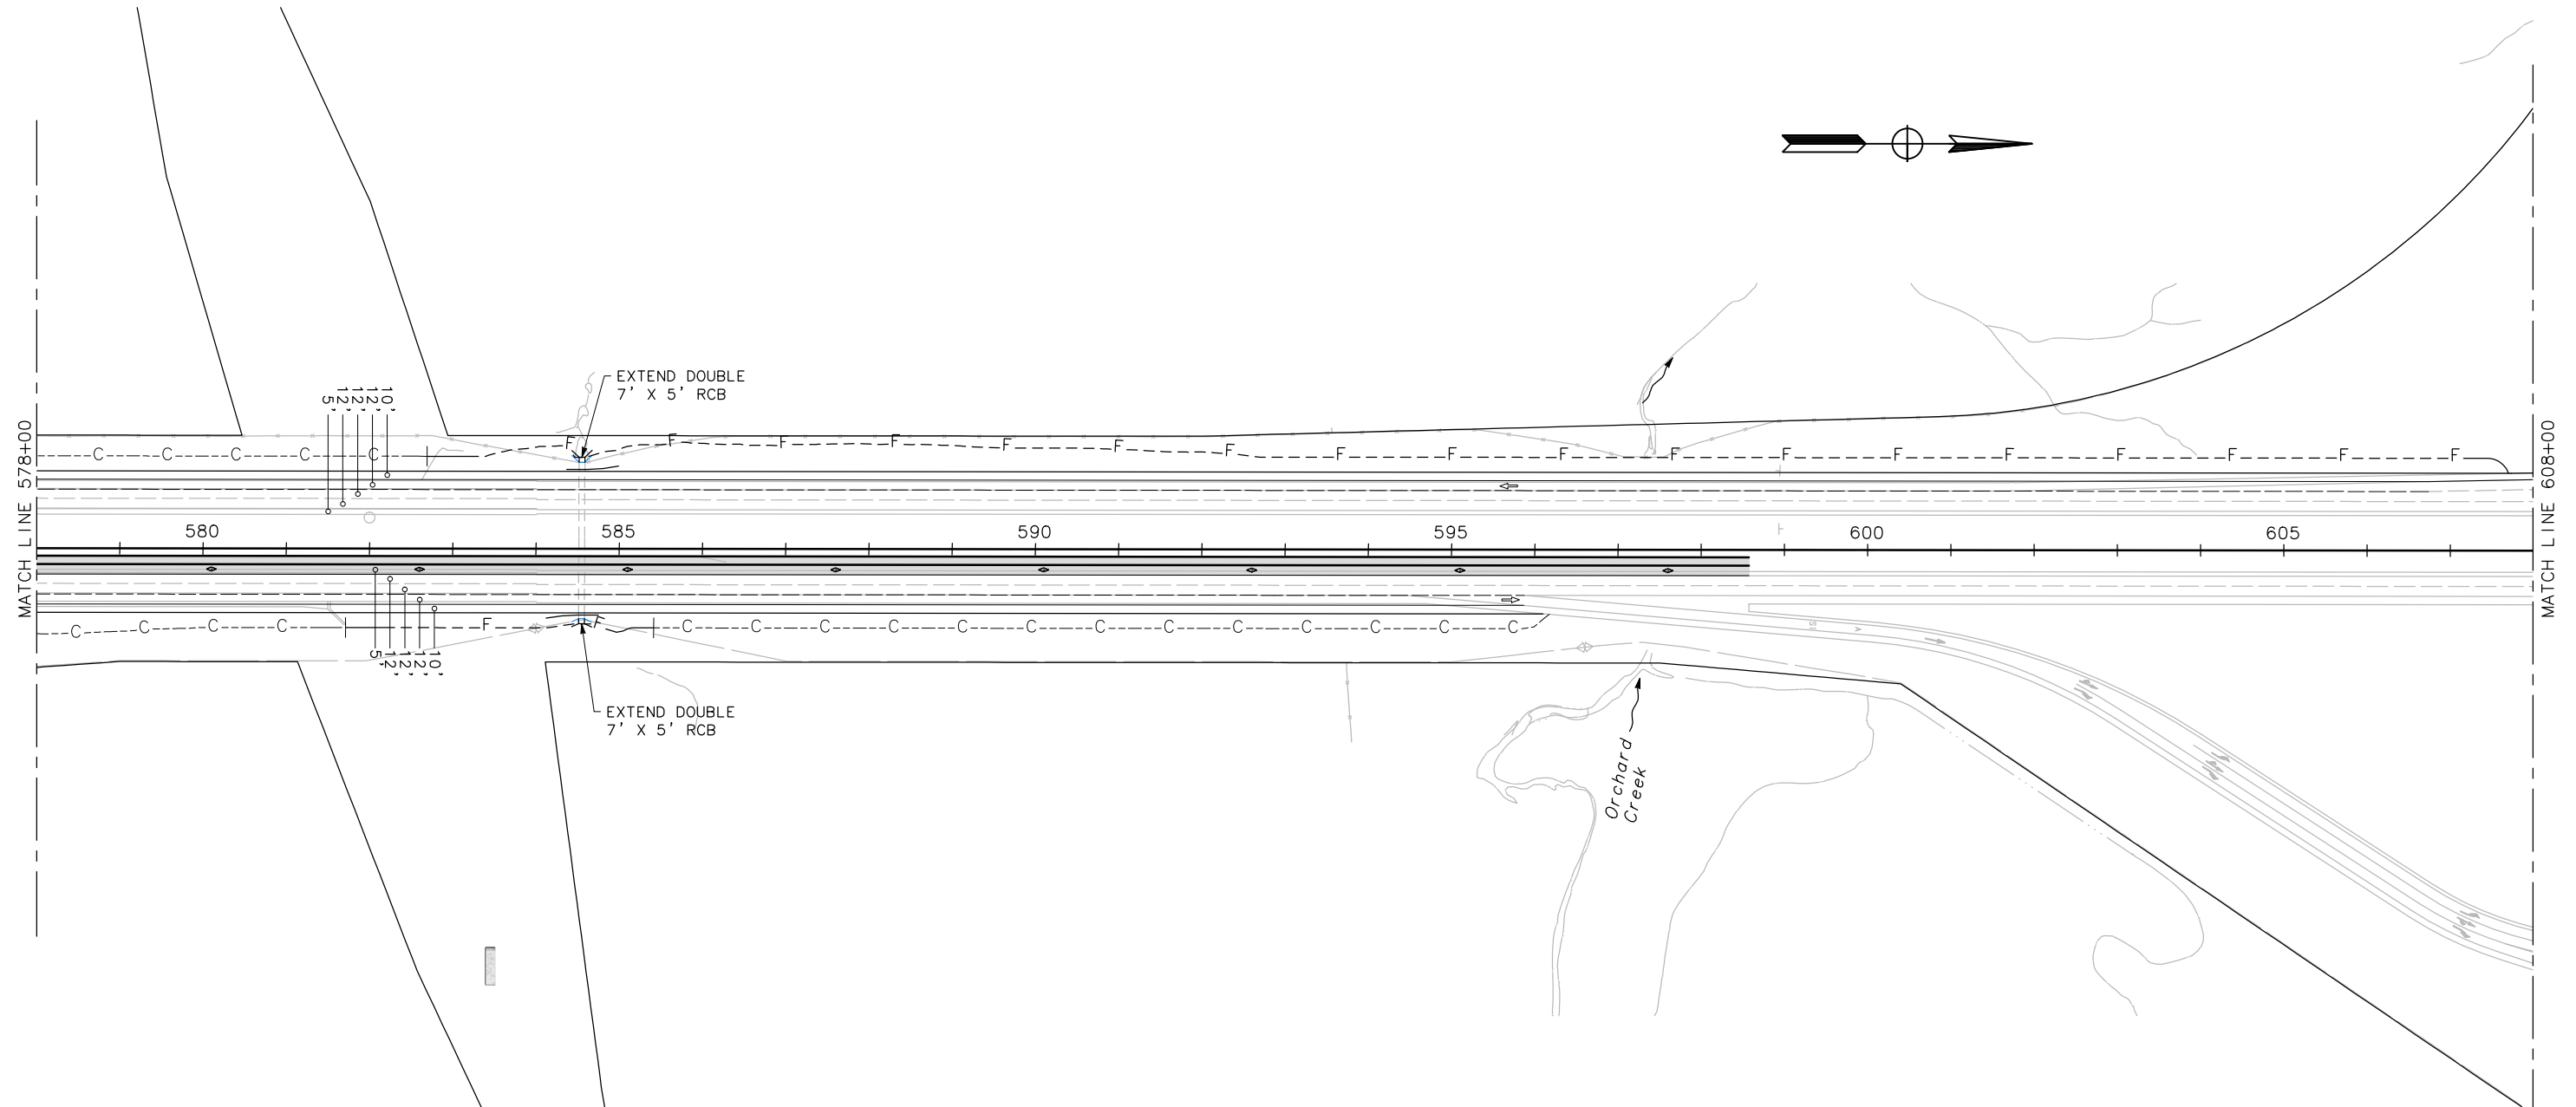 MATCH LINE 578+00
MATCH LINE 608+00
EXTEND DOUBLE
7' X 5' RCB
5' 12' 12' 12' 10'
C C C C C F F F F F F F F F F F F F F F F F F
580 585 590 595 600 605
C C C C F F C C C C C C C C C C C C C
5' 12' 12' 12' 10'
EXTEND DOUBLE
7' X 5' RCB
Orchard
Creek